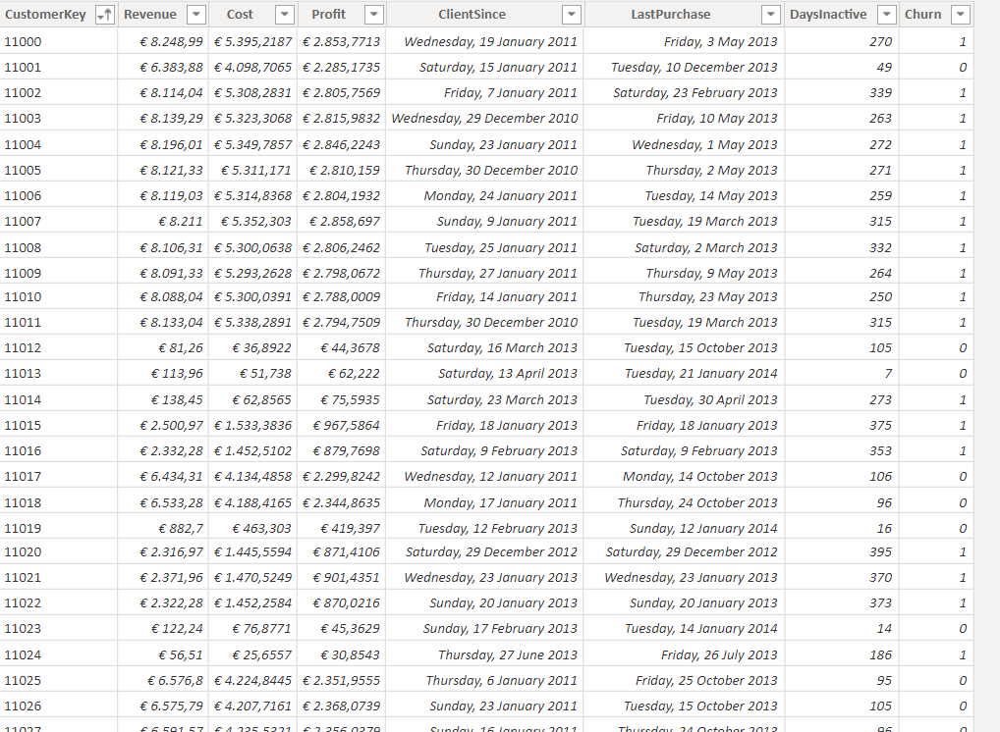 CustomerKey Revenue Cost Profit ClientSince LastPurchase DaysInactive Churn
11000 € 8.248,99 € 5.395,2187 € 2.853,7713 Wednesday, 19 January 2011 Friday, 3 May 2013 270 1
11001 € 6.383,88 € 4.098,7065 € 2.285,1735 Saturday, 15 January 2011 Tuesday, 10 December 2013 49 0
11002 € 8.114,04 € 5.308,2831 € 2.805,7569 Friday, 7 January 2011 Saturday, 23 February 2013 339 1
11003 € 8.139,29 € 5.323,3068 € 2.815,9832 Wednesday, 29 December 2010 Friday, 10 May 2013 263 1
11004 € 8.196,01 € 5.349,7857 € 2.846,2243 Sunday, 23 January 2011 Wednesday, 1 May 2013 272 1
11005 € 8.121,33 € 5.311,171 € 2.810,159 Thursday, 30 December 2010 Thursday, 2 May 2013 271 1
11006 € 8.119,03 € 5.314,8368 € 2.804,1932 Monday, 24 January 2011 Tuesday, 14 May 2013 259 1
11007 € 8.211 € 5.352,303 € 2.858,697 Sunday, 9 January 2011 Tuesday, 19 March 2013 315 1
11008 € 8.106,31 € 5.300,0638 € 2.806,2462 Tuesday, 25 January 2011 Saturday, 2 March 2013 332 1
11009 € 8.091,33 € 5.293,2628 € 2.798,0672 Thursday, 27 January 2011 Thursday, 9 May 2013 264 1
11010 € 8.088,04 € 5.300,0391 € 2.788,0009 Friday, 14 January 2011 Thursday, 23 May 2013 250 1
11011 € 8.133,04 € 5.338,2891 € 2.794,7509 Thursday, 30 December 2010 Tuesday, 19 March 2013 315 1
11012 € 81,26 € 36,8922 € 44,3678 Saturday, 16 March 2013 Tuesday, 15 October 2013 105 0
11013 € 113,96 € 51,738 € 62,222 Saturday, 13 April 2013 Tuesday, 21 January 2014 7 0
11014 € 138,45 € 62,8565 € 75,5935 Saturday, 23 March 2013 Tuesday, 30 April 2013 273 1
11015 € 2.500,97 € 1.533,3836 € 967,5864 Friday, 18 January 2013 Friday, 18 January 2013 375 1
11016 € 2.332,28 € 1.452,5102 € 879,7698 Saturday, 9 February 2013 Saturday, 9 February 2013 353 1
11017 € 6.434,31 € 4.134,4858 € 2.299,8242 Wednesday, 12 January 2011 Monday, 14 October 2013 106 0
11018 € 6.533,28 € 4.188,4165 € 2.344,8635 Monday, 17 January 2011 Thursday, 24 October 2013 96 0
11019 € 882,7 € 463,303 € 419,397 Tuesday, 12 February 2013 Sunday, 12 January 2014 16 0
11020 € 2.316,97 € 1.445,5594 € 871,4106 Saturday, 29 December 2012 Saturday, 29 December 2012 395 1
11021 € 2.371,96 € 1.470,5249 € 901,4351 Wednesday, 23 January 2013 Wednesday, 23 January 2013 370 1
11022 € 2.322,28 € 1.452,2584 € 870,0216 Sunday, 20 January 2013 Sunday, 20 January 2013 373 1
11023 € 122,24 € 76,8771 € 45,3629 Sunday, 17 February 2013 Tuesday, 14 January 2014 14 0
11024 € 56,51 € 25,6557 € 30,8543 Thursday, 27 June 2013 Friday, 26 July 2013 186 1
11025 € 6.576,8 € 4.224,8445 € 2.351,9555 Thursday, 6 January 2011 Friday, 25 October 2013 95 0
11026 € 6.575,79 € 4.207,7161 € 2.368,0739 Sunday, 23 January 2011 Tuesday, 15 October 2013 105 0
11027 € 6.591,57 € 4.235,5321 € 2.356,0379 Sunday, 16 January 2011 Thursday, 24 October 2013 96 0